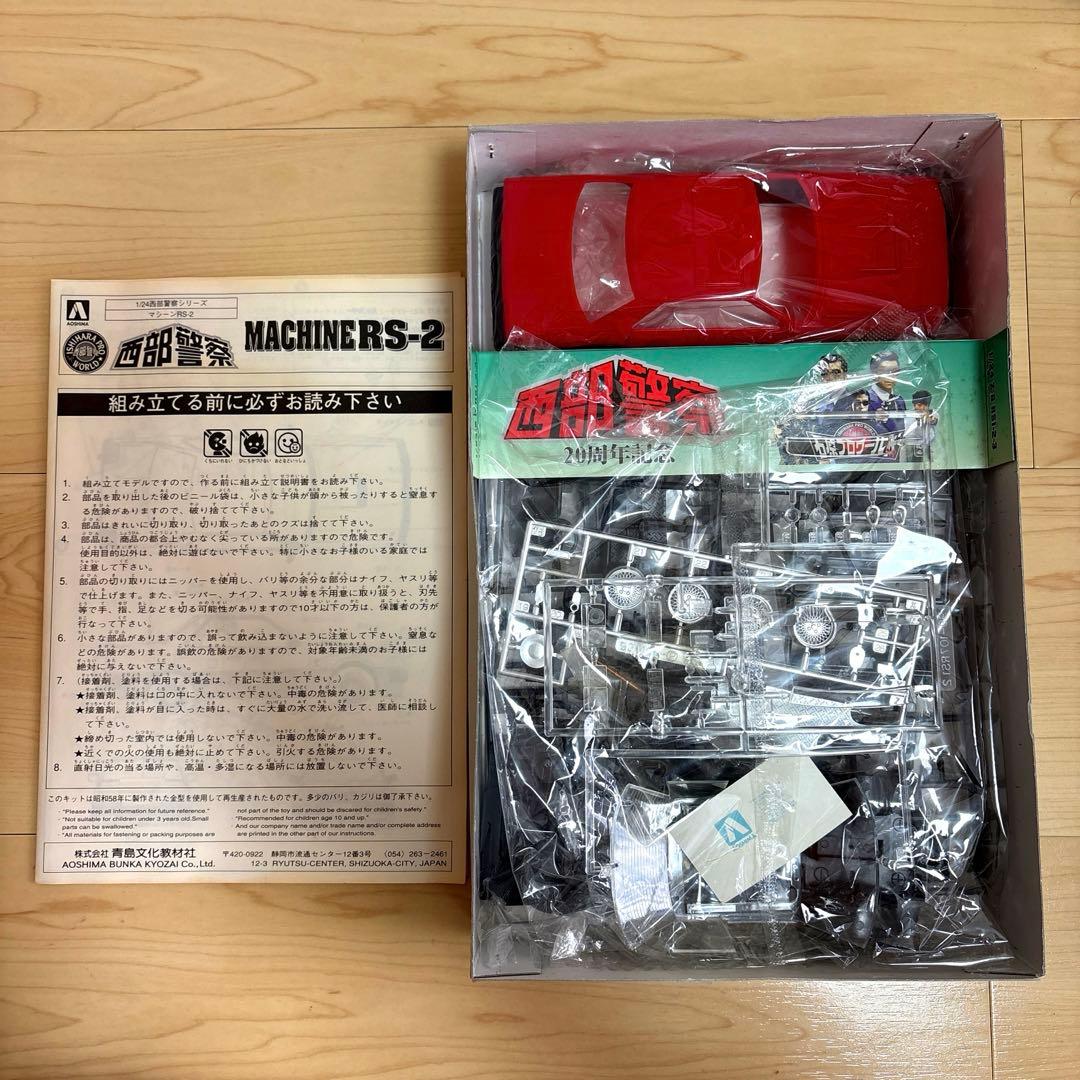 AOSHINA
1/24西部警察シリーズ
マシーンRS-2
ISHIHARA PRO WORLD
西部警察
MACHINE RS-2
組み立てる前に必ずお読み下さい
くちにいれない
ひにちかづけない
おとなといっしょ
1. 組み立てモデルですので、作る前に組み立て説明書をお読み下さい。
2. 部品を取り出した後のビニール袋は、小さな子供が頭から被ったりすると窒息す
る危険がありますので、破り捨てて下さい。
3. 部品はきれいに切り取り、切り取ったあとのクズは捨てて下さい。
4. 部品は、商品の都合上やむなく尖っている所がありますので危険です。
使用目的以外は、絶対に遊ばないで下さい。特に小さなお子様のいる家庭では
注意して下さい。
5. 部品の切り取りにはニッパーを使用し、バリ等の余分な部分はナイフ、ヤスリ等
で仕上げます。また、ニッパー、ナイフ、ヤスリ等を不用意に取り扱うと、刃先
等で手、指、足などを切る可能性がありますので10才以下の方は、保護者の方が
行なって下さい。
6. 小さな部品がありますので、誤って飲み込まないように注意して下さい。窒息な
どの危険があります。誤飲の危険がありますので、対象年齢未満のお子様には
絶対に与えないで下さい。
7. (接着剤、塗料を使用する場合は、下記に注意して下さい。)
★接着剤、塗料は口の中に入れないで下さい。中毒の危険があります。
★接着剤、塗料が目に入った時は、すぐに大量の水で洗い流して、医師に相談し
て下さい。
★締め切った室内では使用しないで下さい。中毒の危険があります。
★近くでの火の使用も絶対に止めて下さい。引火する危険があります。
8. 直射日光の当る場所や、高温・多湿になる場所には放置しないで下さい。
このキットは昭和58年に製作された金型を使用して再生産されたものです。多少のバリ、カジリは御了承下さい。
"Please keep all information for future reference."
"Not suitable for children under 3 years old.Small
parts can be swallowed."
"All materials for fastening or packing purposes are
not part of the toy and should be discared for children's safety."
"Recommended for children age 10 and up."
And our company name and/or trade name and/or complete address
are printed in the other part of our instructions.
株式会社 青島文化教材社
AOSHIMA BUNKA KYOZAI Co., Ltd.
〒420-0922 静岡市流通センター12番3号 (054) 263-2461
12-3 RYUTSU-CENTER, SHIZUOKA-CITY, JAPAN
西部警察
20周年記念